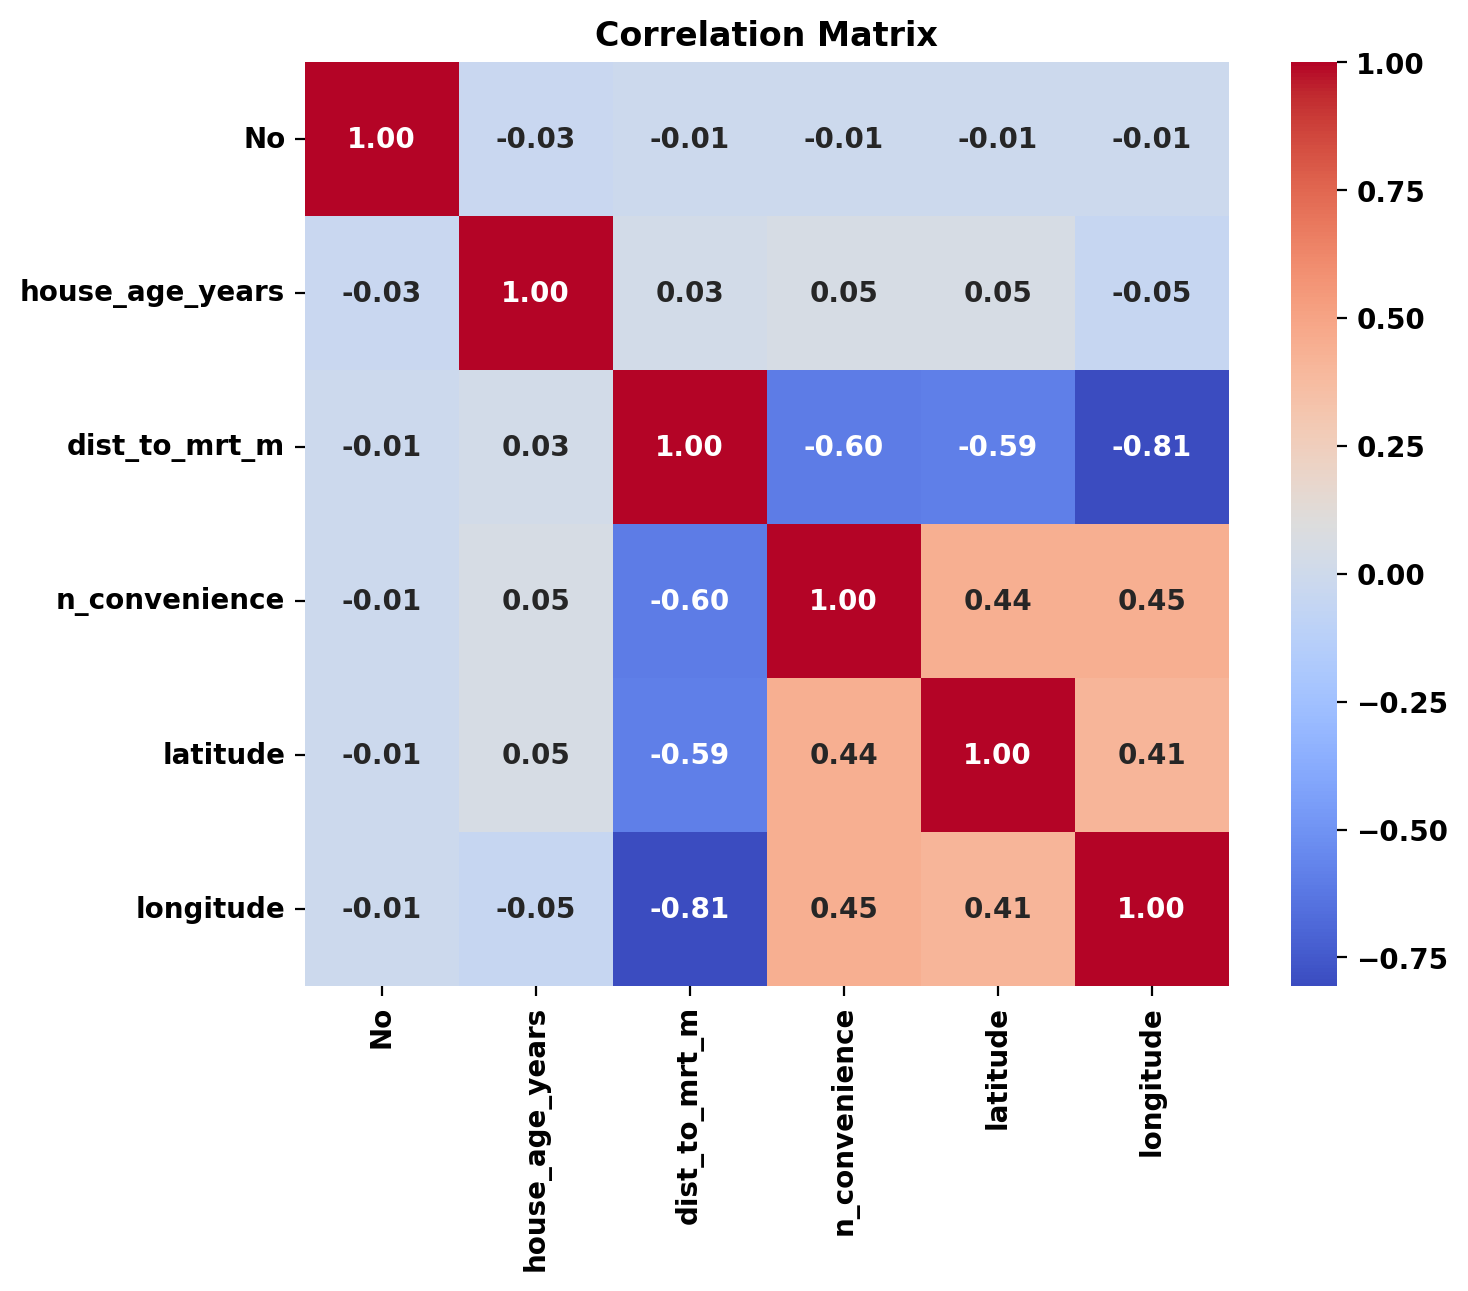 Correlation Matrix
No 1.00 -0.03 -0.01 -0.01 -0.01 -0.01
house_age_years -0.03 1.00 0.03 0.05 0.05 -0.05
dist_to_mrt_m -0.01 0.03 1.00 -0.60 -0.59 -0.81
n_convenience -0.01 0.05 -0.60 1.00 0.44 0.45
latitude -0.01 0.05 -0.59 0.44 1.00 0.41
longitude -0.01 -0.05 -0.81 0.45 0.41 1.00
No house_age_years dist_to_mrt_m n_convenience latitude longitude
1.00
0.75
0.50
0.25
0.00
−0.25
−0.50
−0.75